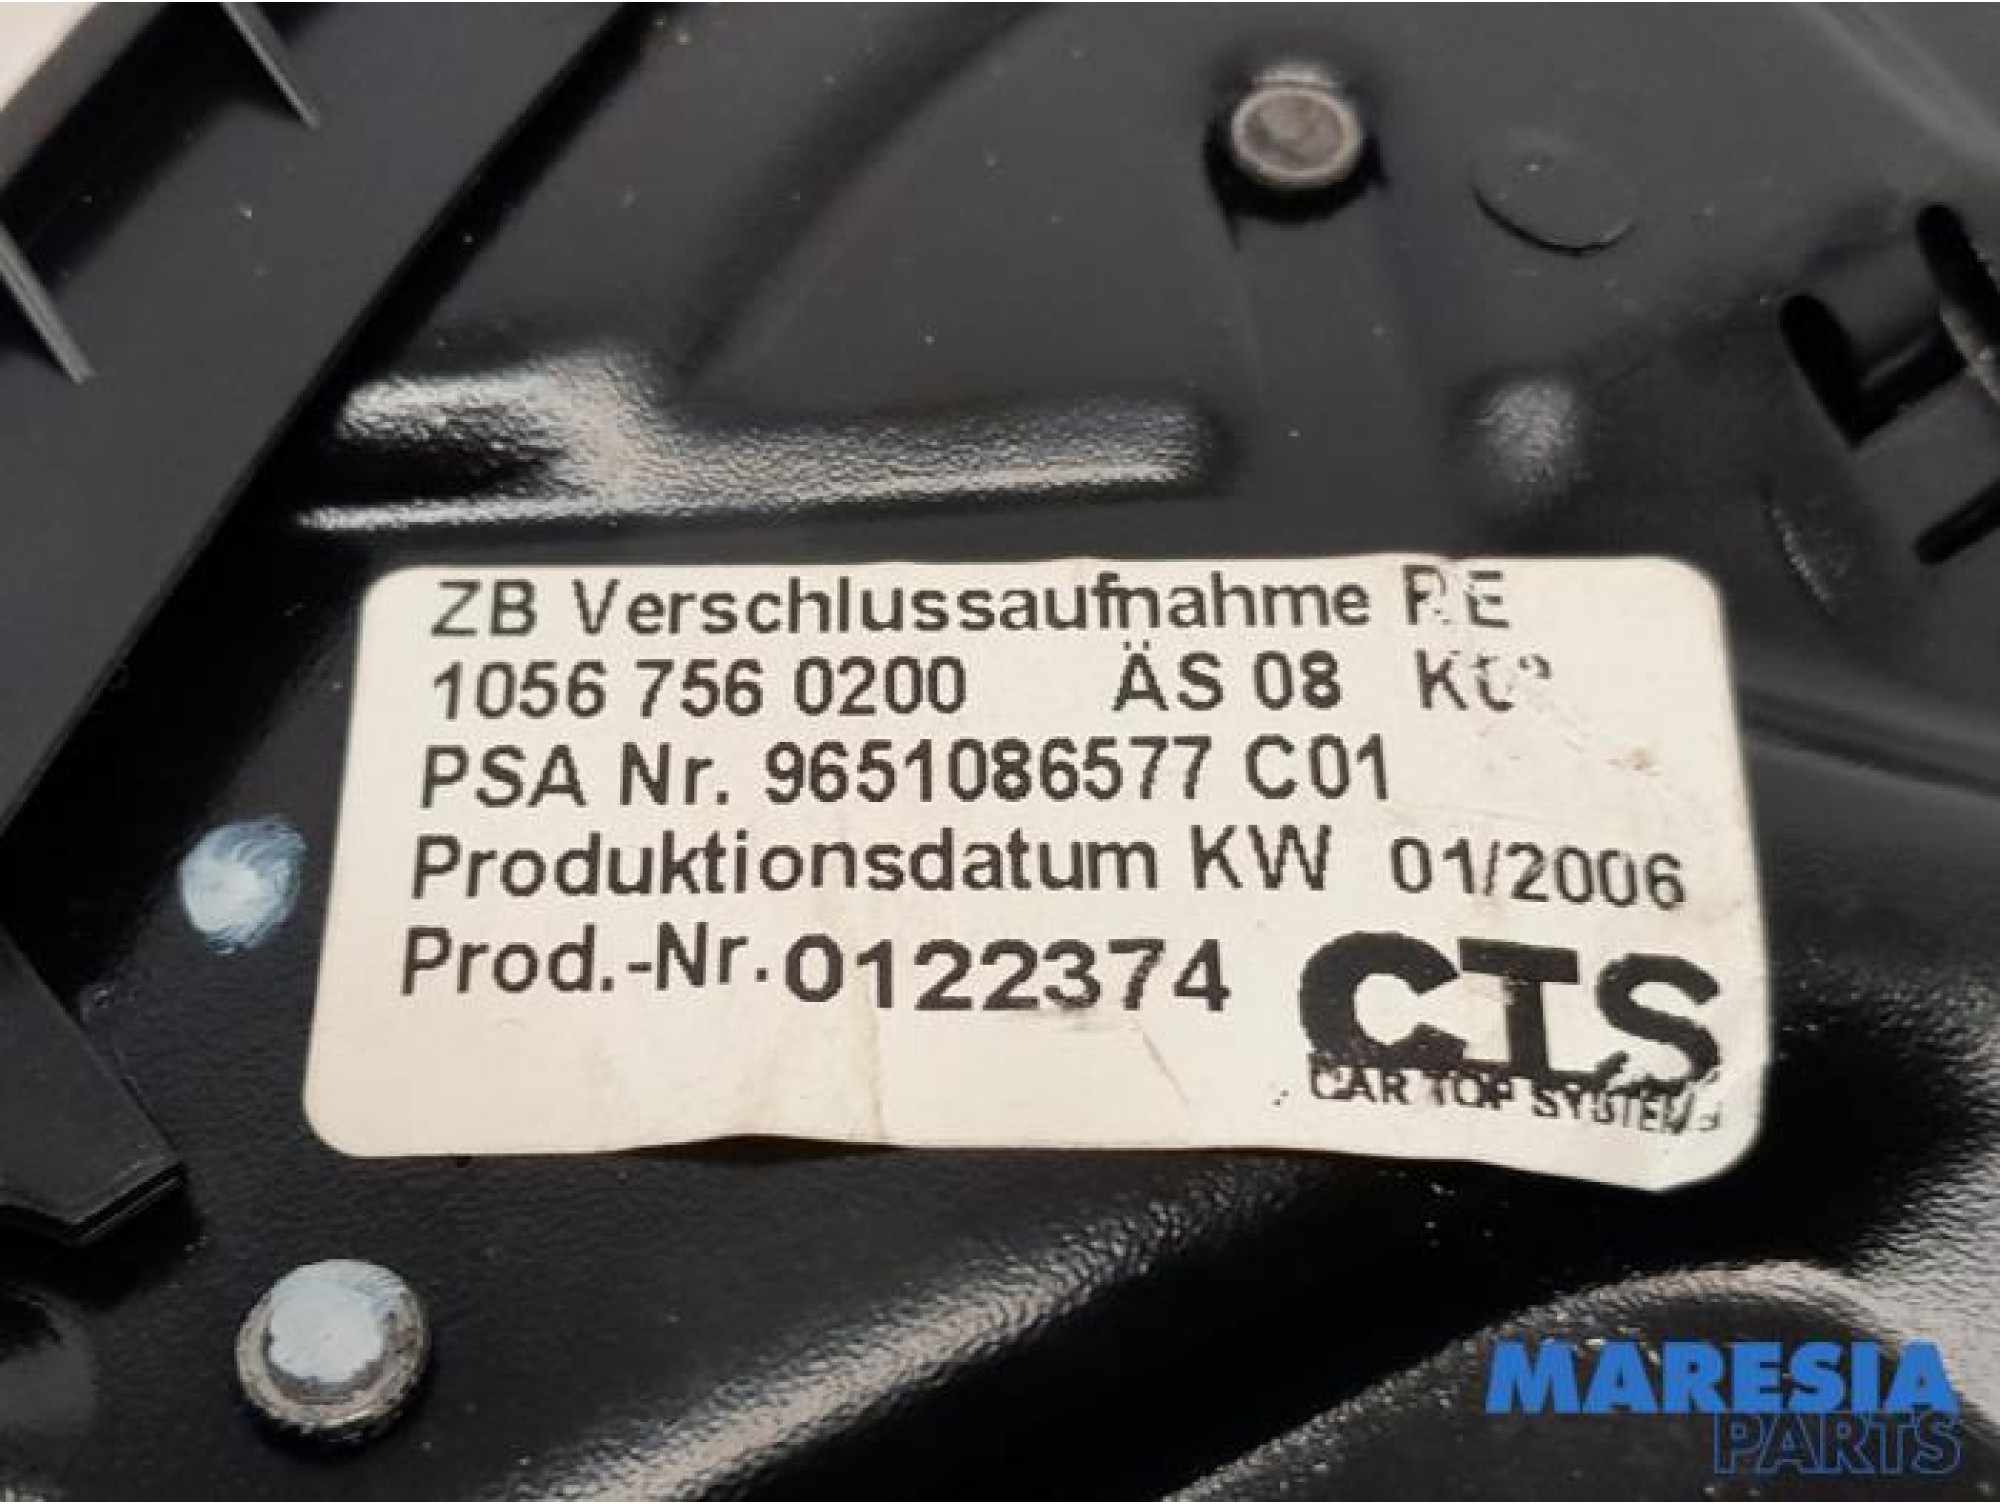 ZB Verschlussaufnahme RE
1056 756 0200 ÄS 08
PSA Nr. 9651086577 C01
Produktionsdatum KW 01/2006
Prod.-Nr. 0122374
CTS
CAR TOP SYSTEMS
MARESIA
PARTS